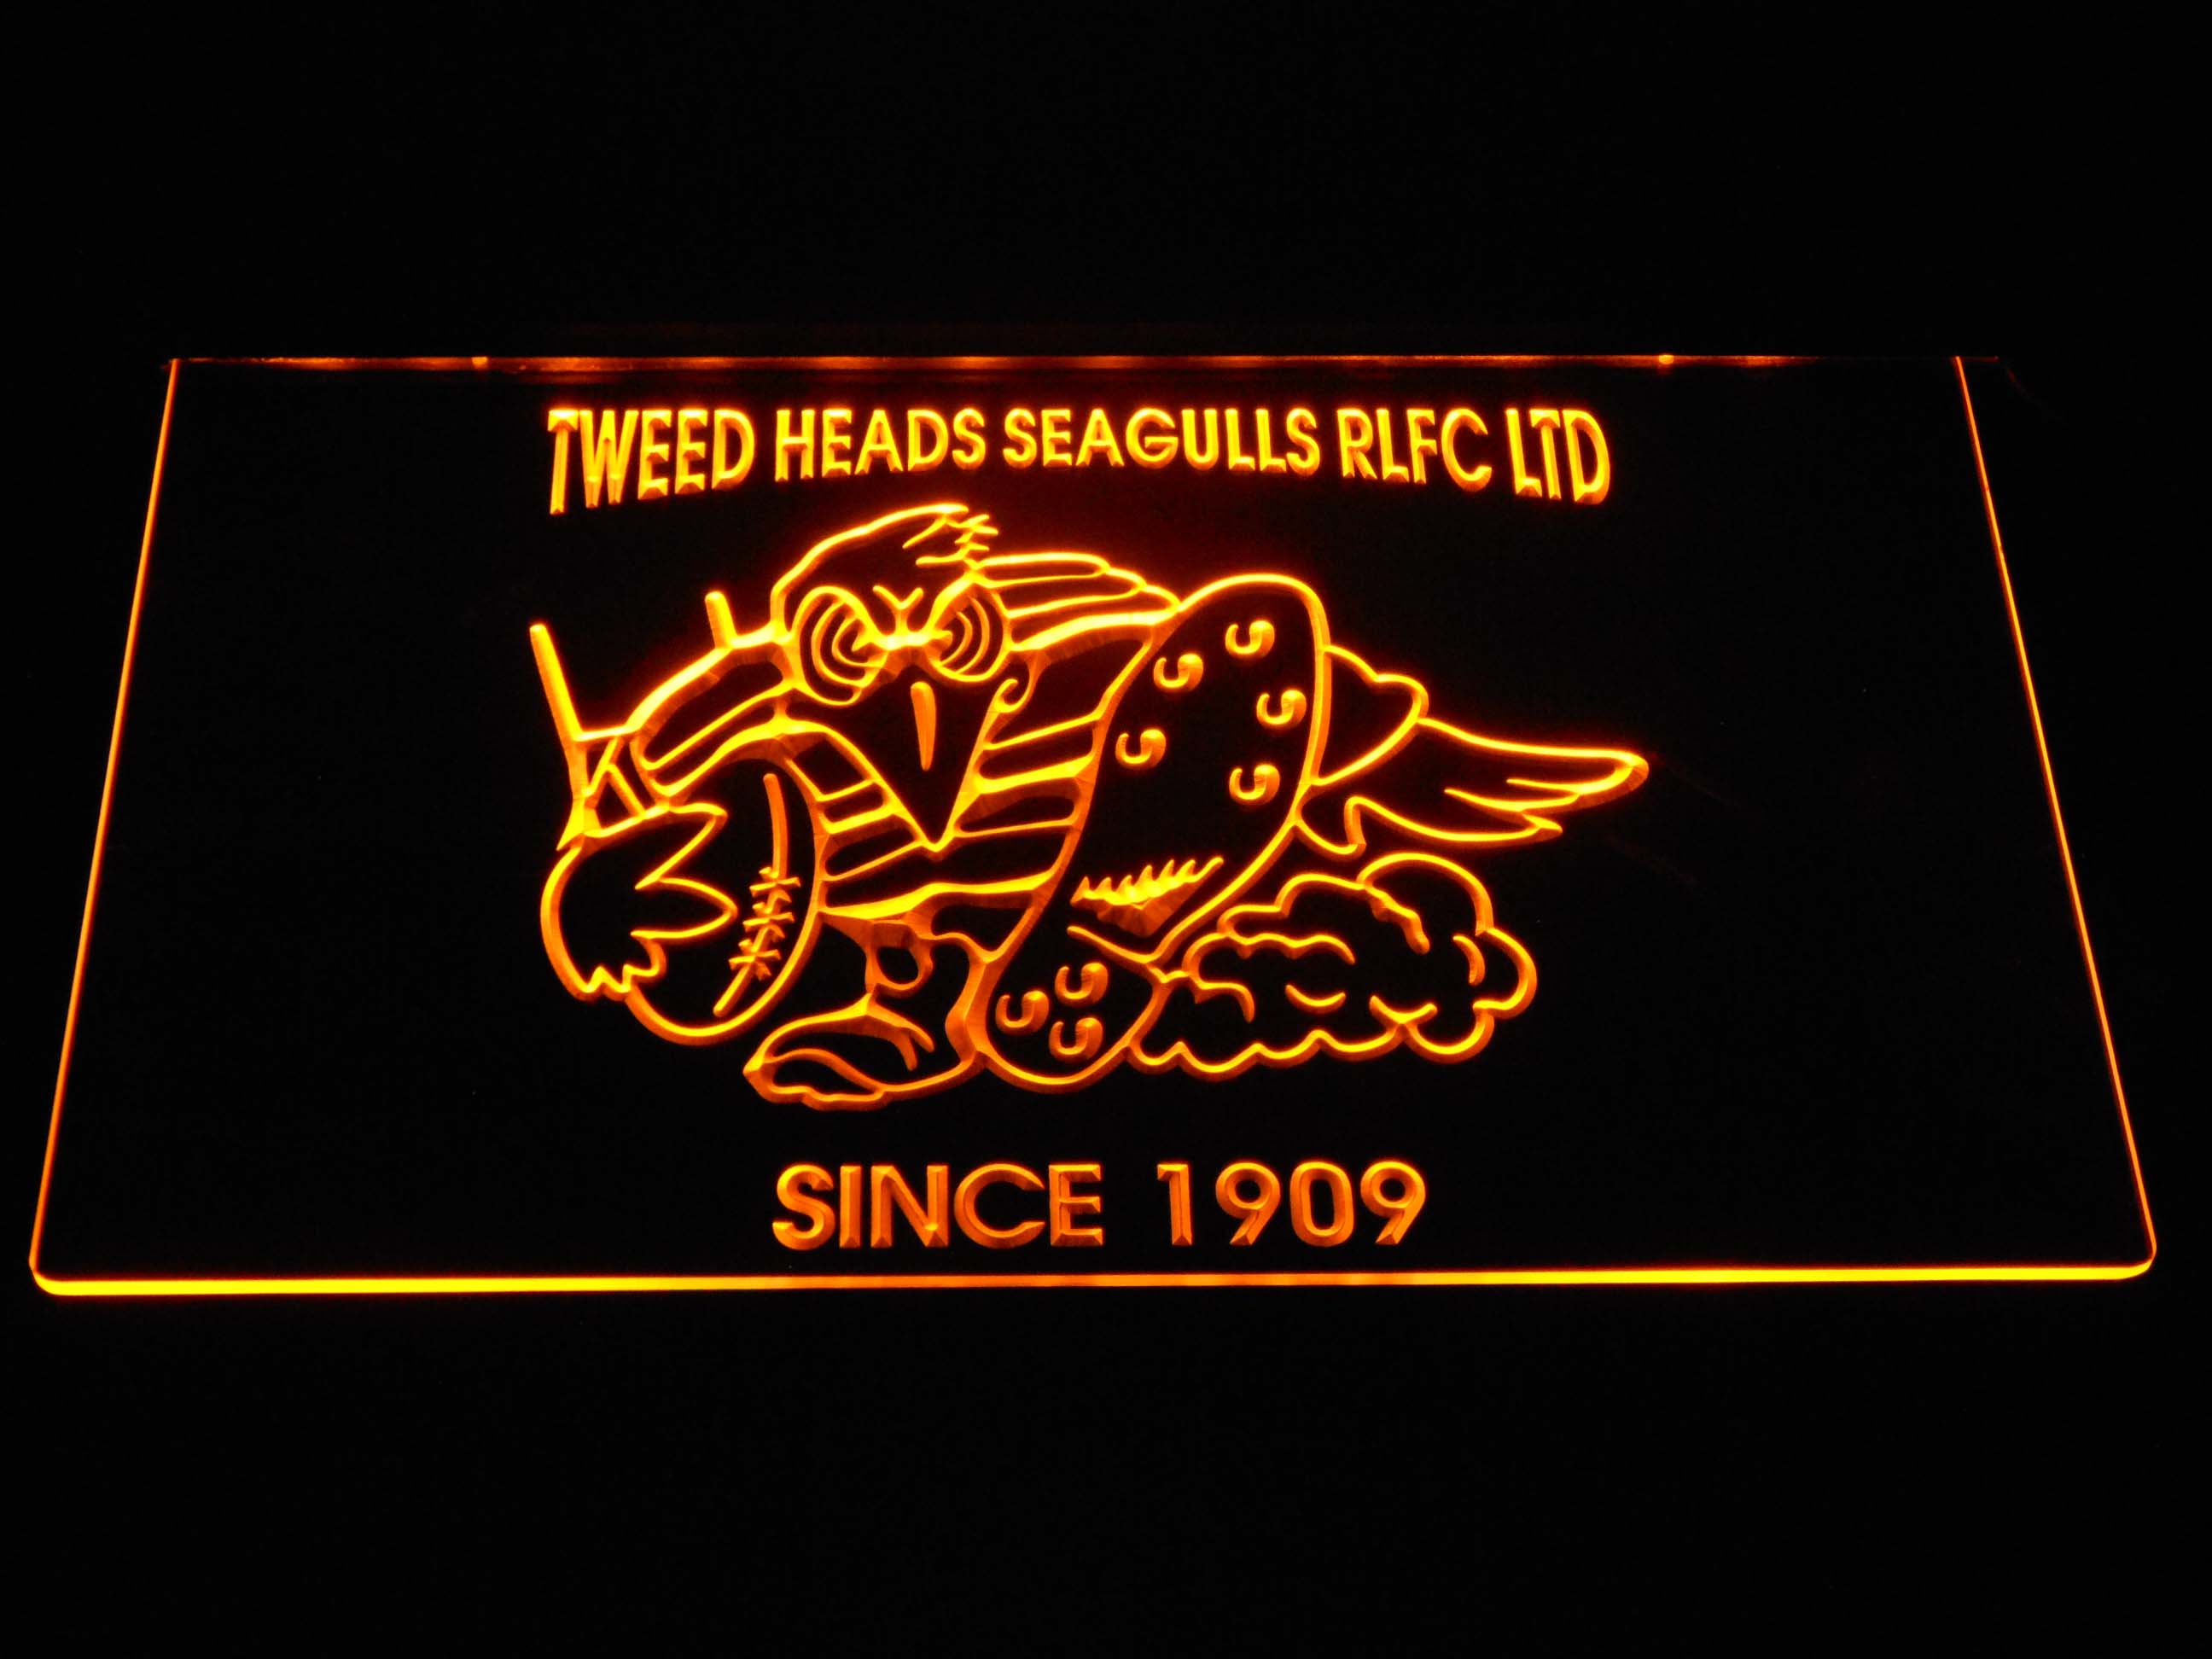 TWEED HEADS SEAGULLS RLFC LTD
SINCE 1909